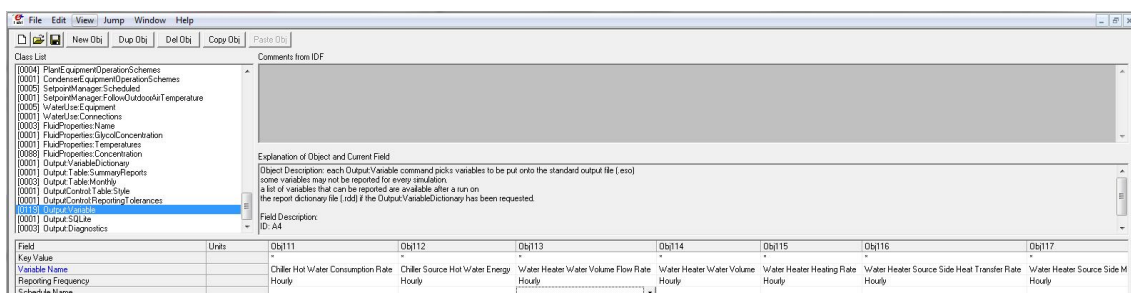 File Edit View Jump Window Help
New Obj Dup Obj Del Obj Copy Obj Paste Obj
Class List
Comments from IDF
[0004] PlantEquipmentOperationSchemes
[0001] CondenserEquipmentOperationSchemes
[0005] SetpointManager:Scheduled
[0001] SetpointManager:FollowOutdoorAirTemperature
[0005] WaterUse:Equipment
[0001] WaterUse:Connections
[0003] FluidProperties:Name
[0001] FluidProperties:GlycolConcentration
[0001] FluidProperties:Temperatures
[0088] FluidProperties:Concentration
[0001] Output:VariableDictionary
[0001] Output:Table:SummaryReports
[0003] Output:Table:Monthly
[0001] OutputControl:Table:Style
[0001] OutputControl:ReportingTolerances
[0119] Output:Variable
[0001] Output:SQLite
[0003] Output:Diagnostics
Explanation of Object and Current Field
Object Description: each Output:Variable command picks variables to be put onto the standard output file (.eso)
some variables may not be reported for every simulation.
a list of variables that can be reported are available after a run on
the report dictionary file (.rdd) if the Output:VariableDictionary has been requested.
Field Description:
ID: A4
Field Units Obj111 Obj112 Obj113 Obj114 Obj115 Obj116 Obj117
Key Value * * * * * * *
Variable Name Chiller Hot Water Consumption Rate Chiller Source Hot Water Energy Water Heater Water Volume Flow Rate Water Heater Water Volume Water Heater Heating Rate Water Heater Source Side Heat Transfer Rate Water Heater Source Side M
Reporting Frequency Hourly Hourly Hourly Hourly Hourly Hourly Hourly
Schedule Name